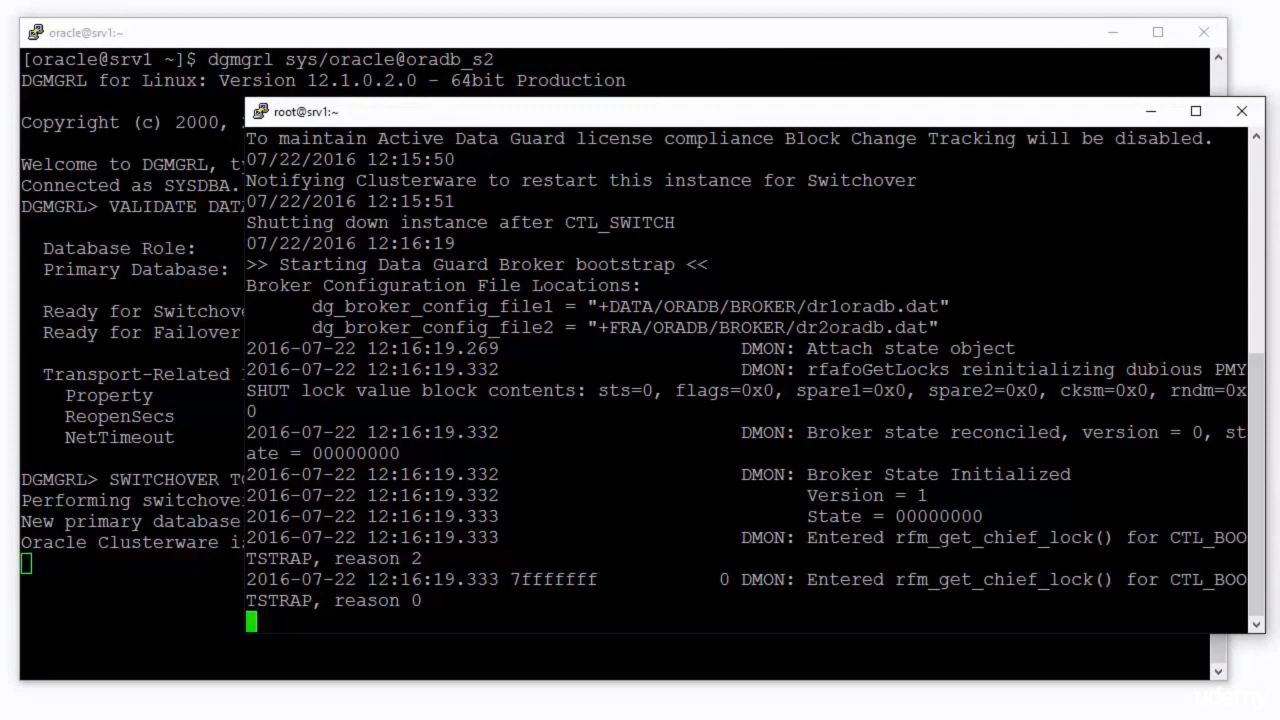 oracle@srv1:~
[oracle@srv1 ~]$ dgmgrl sys/oracle@oradb_s2
DGMGRL for Linux: Version 12.1.0.2.0 - 64bit Production
Copyright (c) 2000,
Welcome to DGMGRL, ty
Connected as SYSDBA.
DGMGRL> VALIDATE DATA
Database Role:
Primary Database:
Ready for Switchove
Ready for Failover
Transport-Related
Property
ReopenSecs
NetTimeout
DGMGRL> SWITCHOVER TO
Performing switchover
New primary database
Oracle Clusterware is
root@srv1:~
To maintain Active Data Guard license compliance Block Change Tracking will be disabled.
07/22/2016 12:15:50
Notifying Clusterware to restart this instance for Switchover
07/22/2016 12:15:51
Shutting down instance after CTL_SWITCH
07/22/2016 12:16:19
>> Starting Data Guard Broker bootstrap <<
Broker Configuration File Locations:
dg_broker_config_file1 = "+DATA/ORADB/BROKER/dr1oradb.dat"
dg_broker_config_file2 = "+FRA/ORADB/BROKER/dr2oradb.dat"
2016-07-22 12:16:19.269 DMON: Attach state object
2016-07-22 12:16:19.332 DMON: rfafoGetLocks reinitializing dubious PMY
SHUT lock value block contents: sts=0, flags=0x0, spare1=0x0, spare2=0x0, cksm=0x0, rndm=0x
0
2016-07-22 12:16:19.332 DMON: Broker state reconciled, version = 0, st
ate = 00000000
2016-07-22 12:16:19.332 DMON: Broker State Initialized
2016-07-22 12:16:19.332 Version = 1
2016-07-22 12:16:19.333 State = 00000000
2016-07-22 12:16:19.333 DMON: Entered rfm_get_chief_lock() for CTL_BOO
TSTRAP, reason 2
2016-07-22 12:16:19.333 7fffffff 0 DMON: Entered rfm_get_chief_lock() for CTL_BOO
TSTRAP, reason 0
udemy